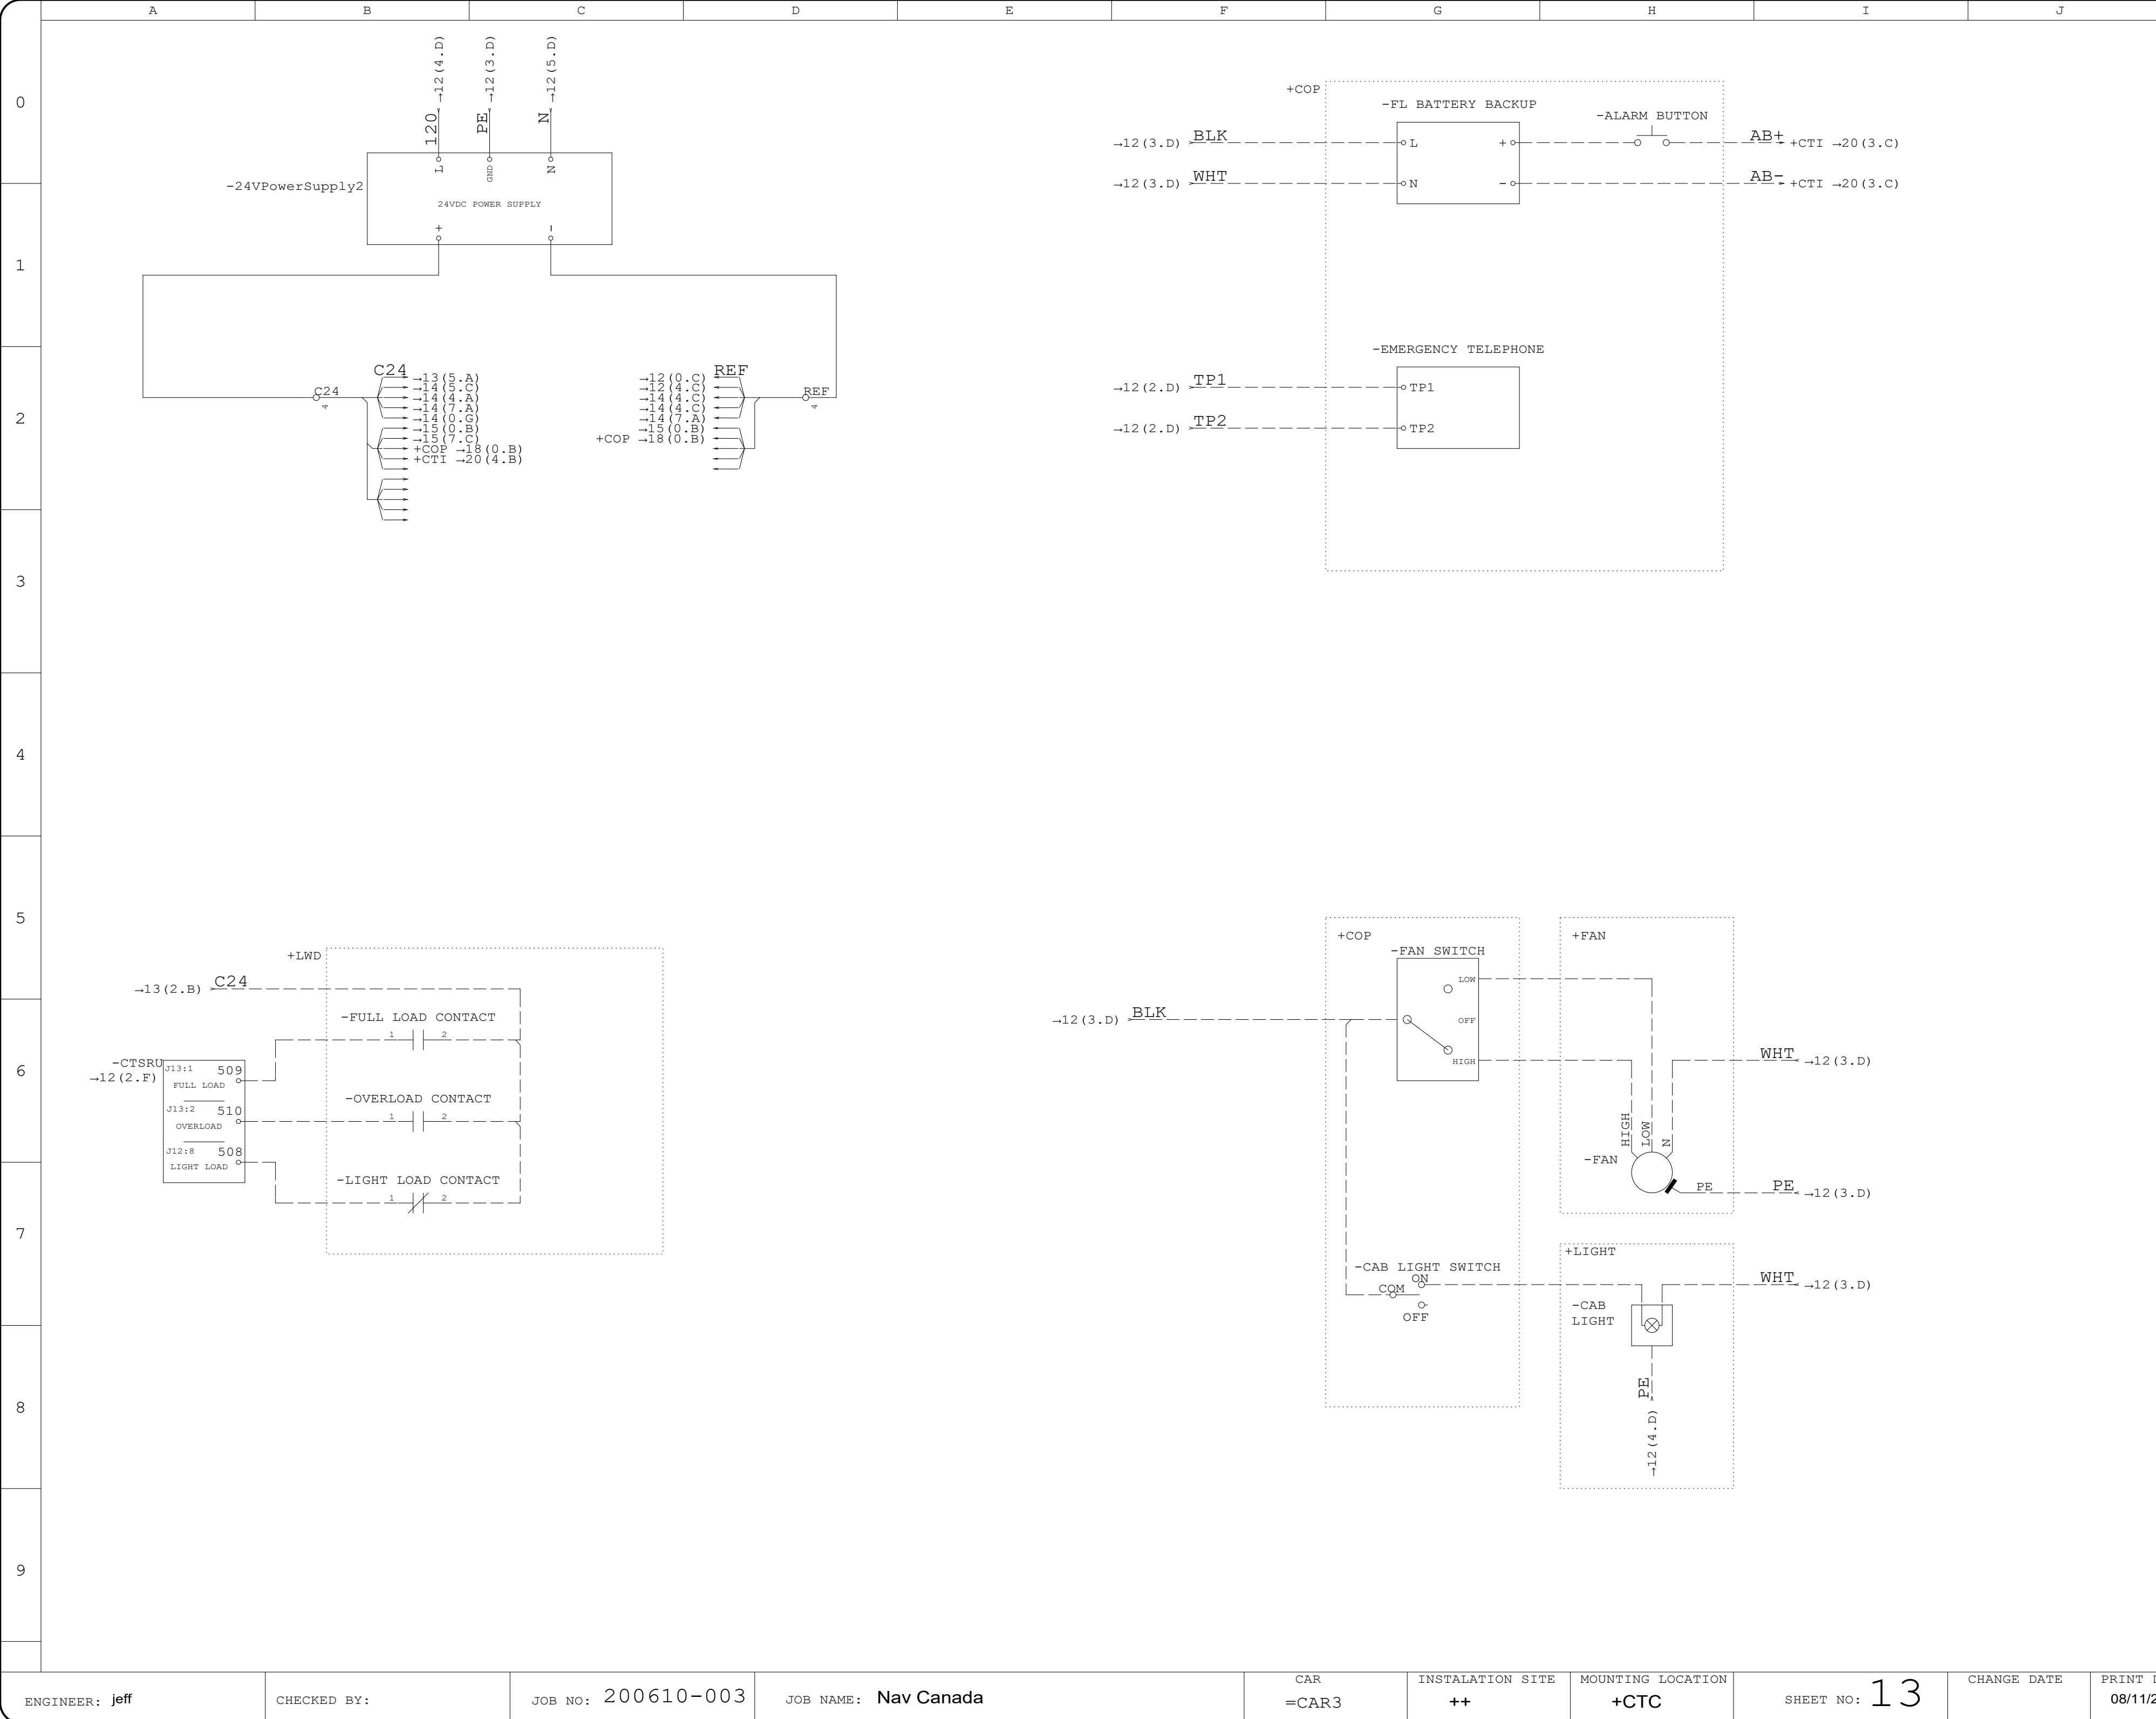 A B C D E F G H I J
0
1
2
3
4
5
6
7
8
9
→12(4.D)
→12(3.D)
→12(5.D)
120
PE
N
L
GND
N
-24VPowerSupply2
24VDC POWER SUPPLY
+ -
C24
4
C24
→13(5.A)
→14(5.C)
→14(4.A)
→14(7.A)
→14(0.G)
→15(0.B)
→15(7.C)
+COP →18(0.B)
+CTI →20(4.B)
REF
→12(0.C)
→12(4.C)
→14(4.C)
→14(7.A)
→15(0.B)
+COP →18(0.B)
REF
4
+COP
-FL BATTERY BACKUP
-ALARM BUTTON
→12(3.D) BLK
L +
AB+ +CTI →20(3.C)
→12(3.D) WHT
N -
AB- +CTI →20(3.C)
-EMERGENCY TELEPHONE
→12(2.D) TP1
TP1
→12(2.D) TP2
TP2
+LWD
→13(2.B) C24
-FULL LOAD CONTACT
1 2
-CTSRU
→12(2.F)
J13:1 509
FULL LOAD
-OVERLOAD CONTACT
1 2
J13:2 510
OVERLOAD
J12:8 508
LIGHT LOAD
-LIGHT LOAD CONTACT
1 2
+COP
-FAN SWITCH
LOW
OFF
HIGH
→12(3.D) BLK
+FAN
WHT →12(3.D)
HIGH
LOW
N
-FAN
PE
PE →12(3.D)
-CAB LIGHT SWITCH
ON
COM
OFF
+LIGHT
WHT →12(3.D)
-CAB
LIGHT
PE
→12(4.D)
ENGINEER: jeff
CHECKED BY:
JOB NO: 200610-003
JOB NAME: Nav Canada
CAR
=CAR3
INSTALATION SITE
++
MOUNTING LOCATION
+CTC
SHEET NO: 13
CHANGE DATE
PRINT
08/11/2